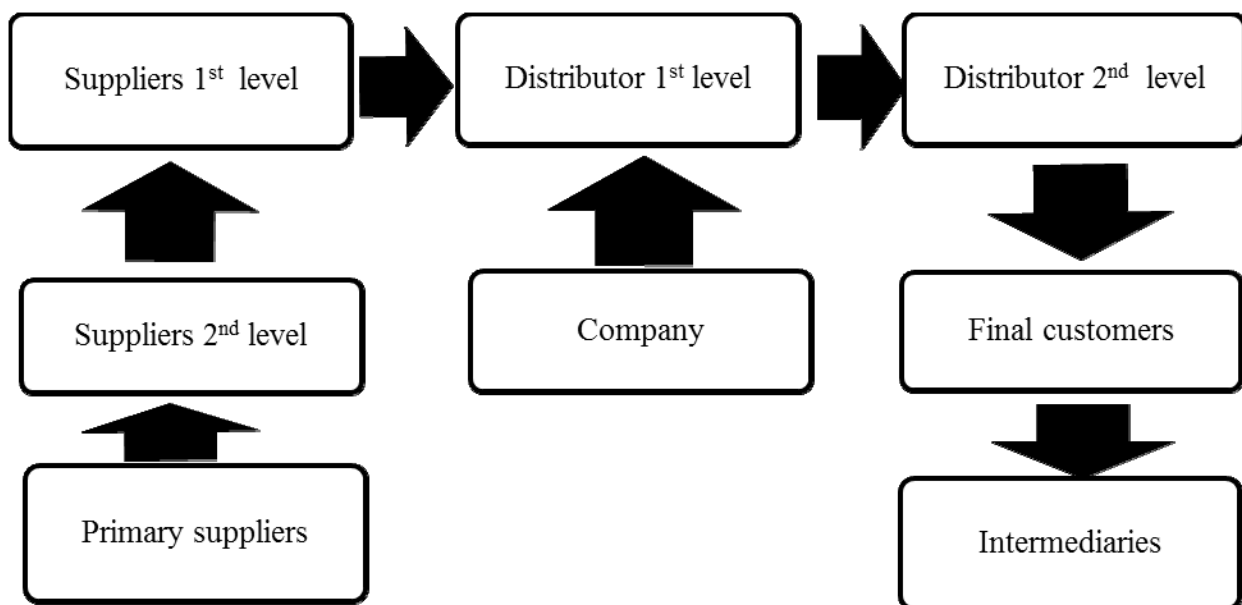 Suppliers 1st level
Distributor 1st level
Distributor 2nd level
Suppliers 2nd level
Company
Final customers
Primary suppliers
Intermediaries